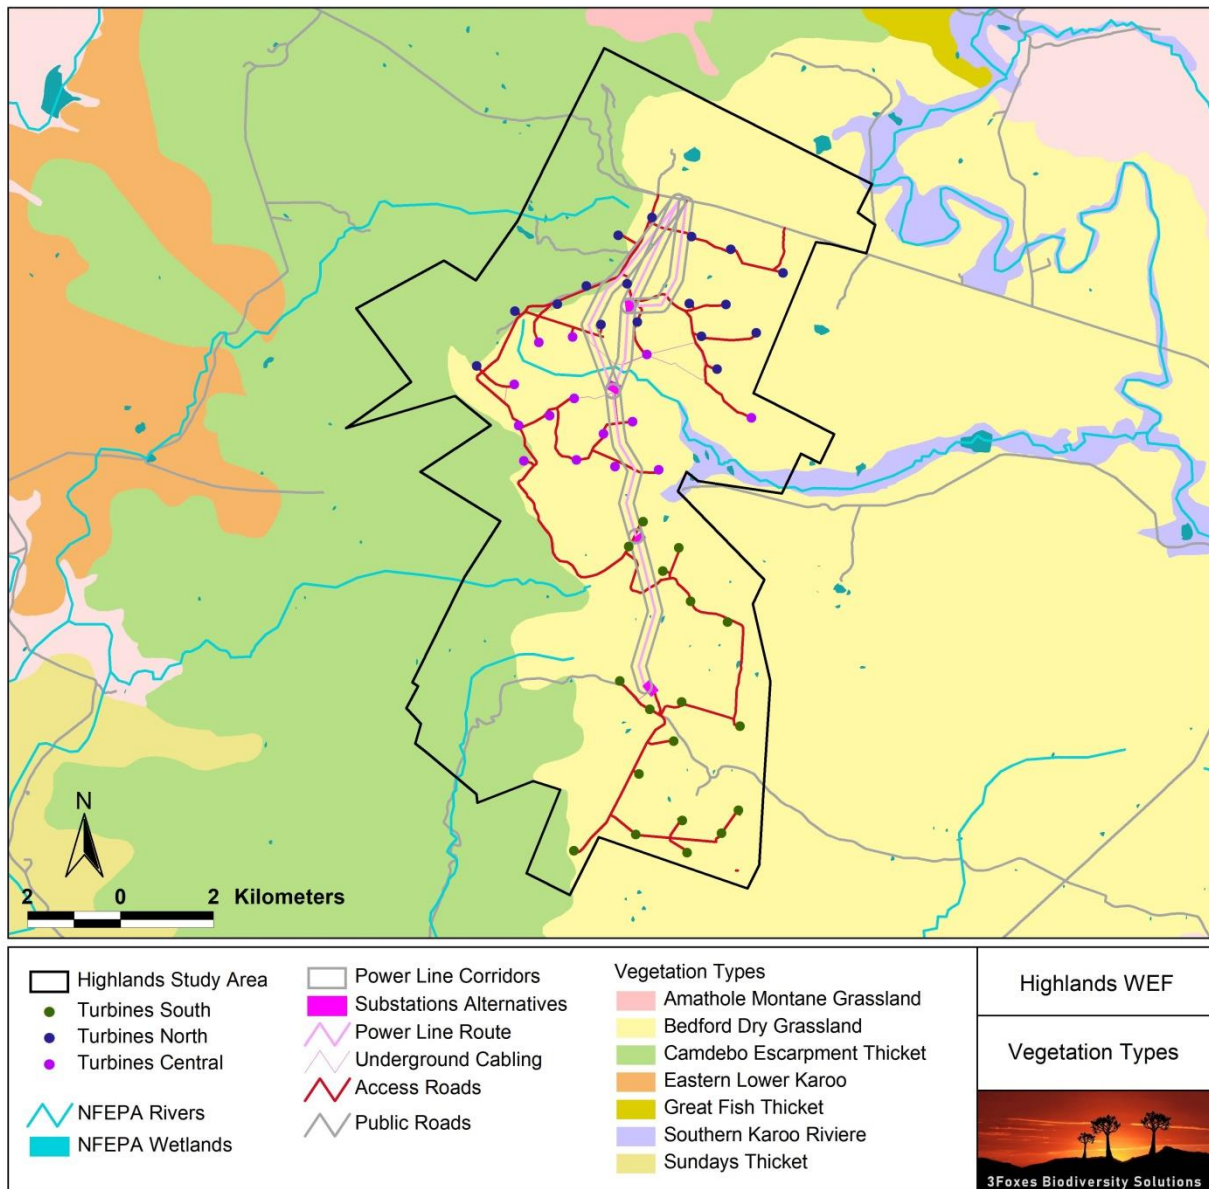 N
2 0 2 Kilometers
Highlands Study Area
Turbines South
Turbines North
Turbines Central
NFEPA Rivers
NFEPA Wetlands
Power Line Corridors
Substations Alternatives
Power Line Route
Underground Cabling
Access Roads
Public Roads
Vegetation Types
Amathole Montane Grassland
Bedford Dry Grassland
Camdebo Escarpment Thicket
Eastern Lower Karoo
Great Fish Thicket
Southern Karoo Riviere
Sundays Thicket
Highlands WEF
Vegetation Types
3Foxes Biodiversity Solutions